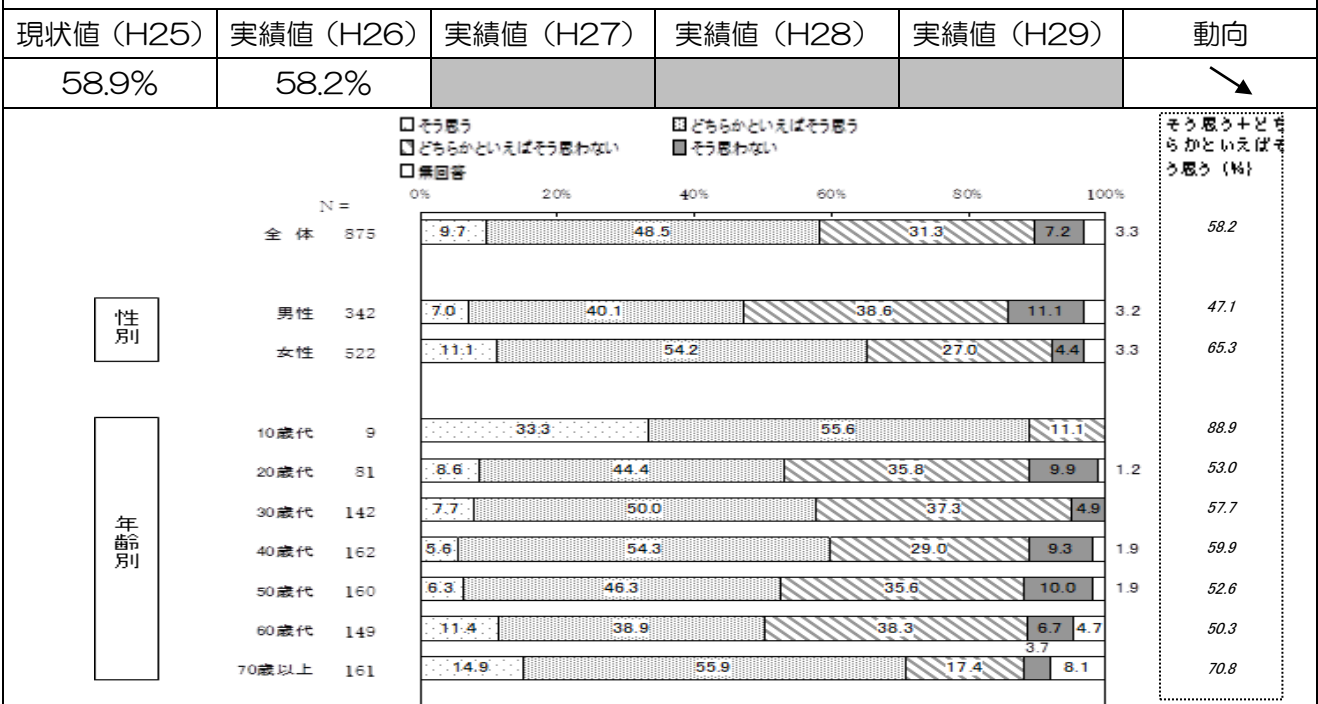 現状値（H25） 実績値（H26） 実績値（H27） 実績値（H28） 実績値（H29） 動向
58.9% 58.2%
そう思う どちらかといえばそう思う
どちらかといえばそう思わない そう思わない
無回答
そう思う＋どち
らかといえばそ
う思う（%）
0% 20% 40% 60% 80% 100%
N =
全 体 875 9.7 48.5 31.3 7.2 3.3 58.2
性別
男性 342 7.0 40.1 38.6 11.1 3.2 47.1
女性 522 11.1 54.2 27.0 4.4 3.3 65.3
年齢別
10歳代 9 33.3 55.6 11.1 88.9
20歳代 81 8.6 44.4 35.8 9.9 1.2 53.0
30歳代 142 7.7 50.0 37.3 4.9 57.7
40歳代 162 5.6 54.3 29.0 9.3 1.9 59.9
50歳代 160 6.3 46.3 35.6 10.0 1.9 52.6
60歳代 149 11.4 38.9 38.3 6.7 4.7 50.3
70歳以上 161 14.9 55.9 17.4 3.7 8.1 70.8